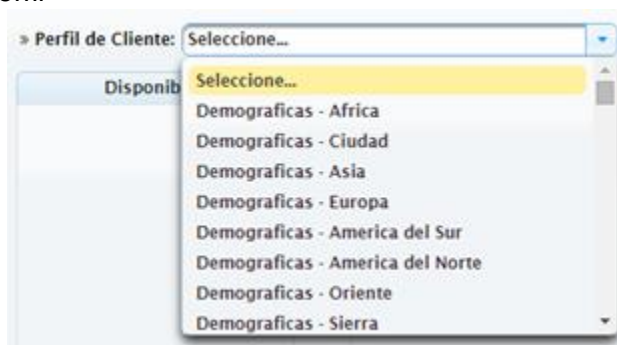 » Perfil de Cliente: Seleccione...
Disponib
Seleccione...
Demograficas - Africa
Demograficas - Ciudad
Demograficas - Asia
Demograficas - Europa
Demograficas - America del Sur
Demograficas - America del Norte
Demograficas - Oriente
Demograficas - Sierra